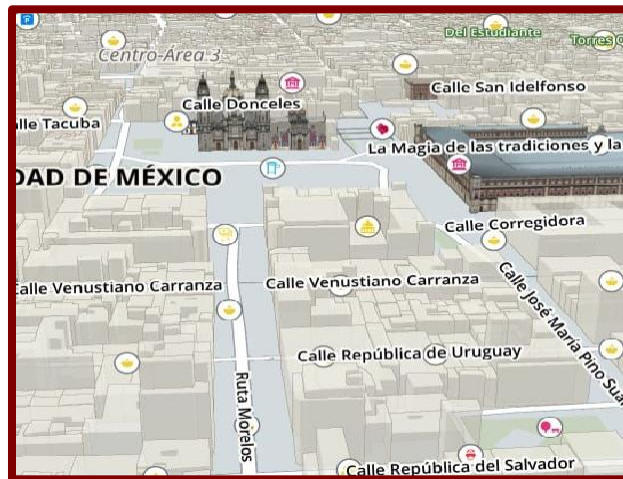 Del Estudiante
Torres
Centro-Área 3
Calle San Idelfonso
Calle Donceles
alle Tacuba
La Magia de las tradiciones y la
DAD DE MÉXICO
Calle Corregidora
Calle Venustiano Carranza
Calle Venustiano Carranza
Calle José María Pino Suá
Calle República de Uruguay
Ruta Morelos
Calle República del Salvador